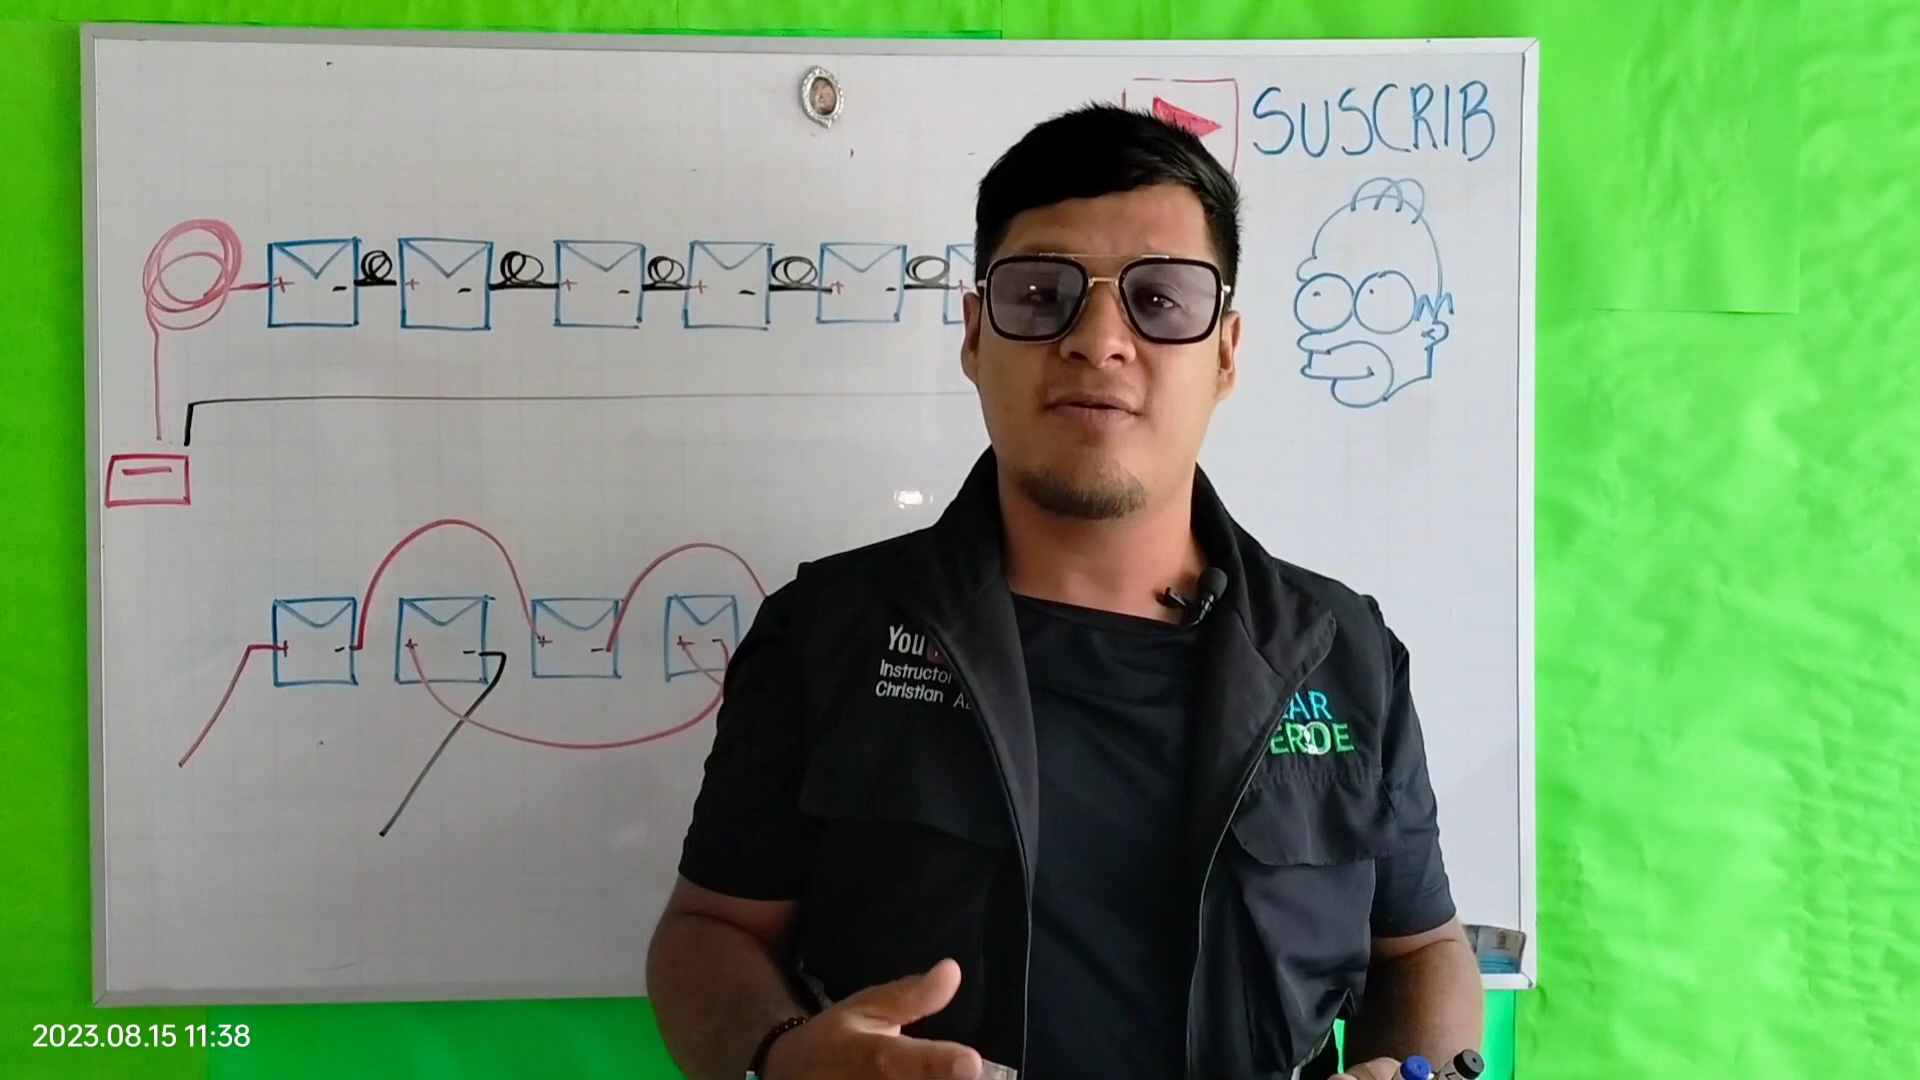 SUSCRIB
You
Instructor
Christian
AR
ERDE
2023.08.15 11:38